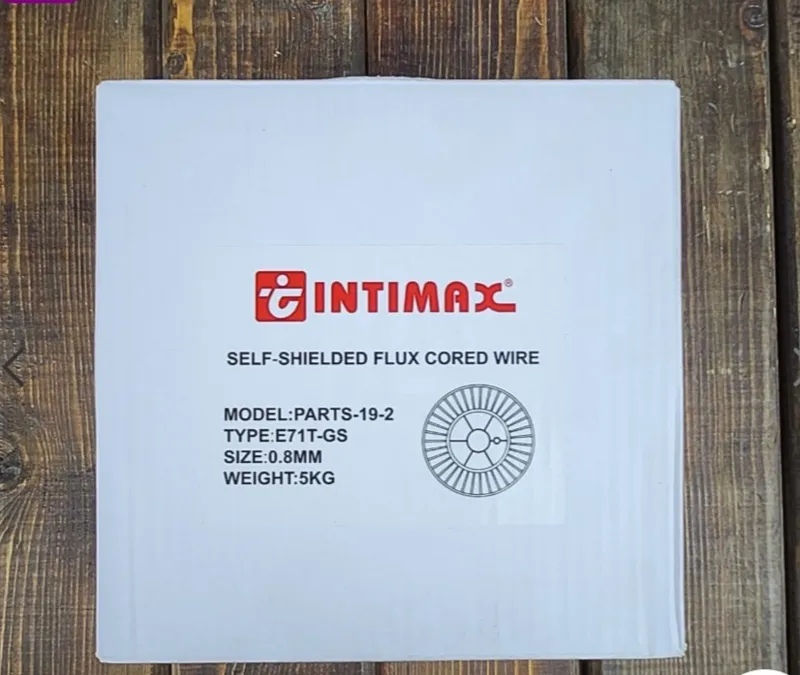 INTIMAX®
SELF-SHIELDED FLUX CORED WIRE
MODEL:PARTS-19-2
TYPE:E71T-GS
SIZE:0.8MM
WEIGHT:5KG